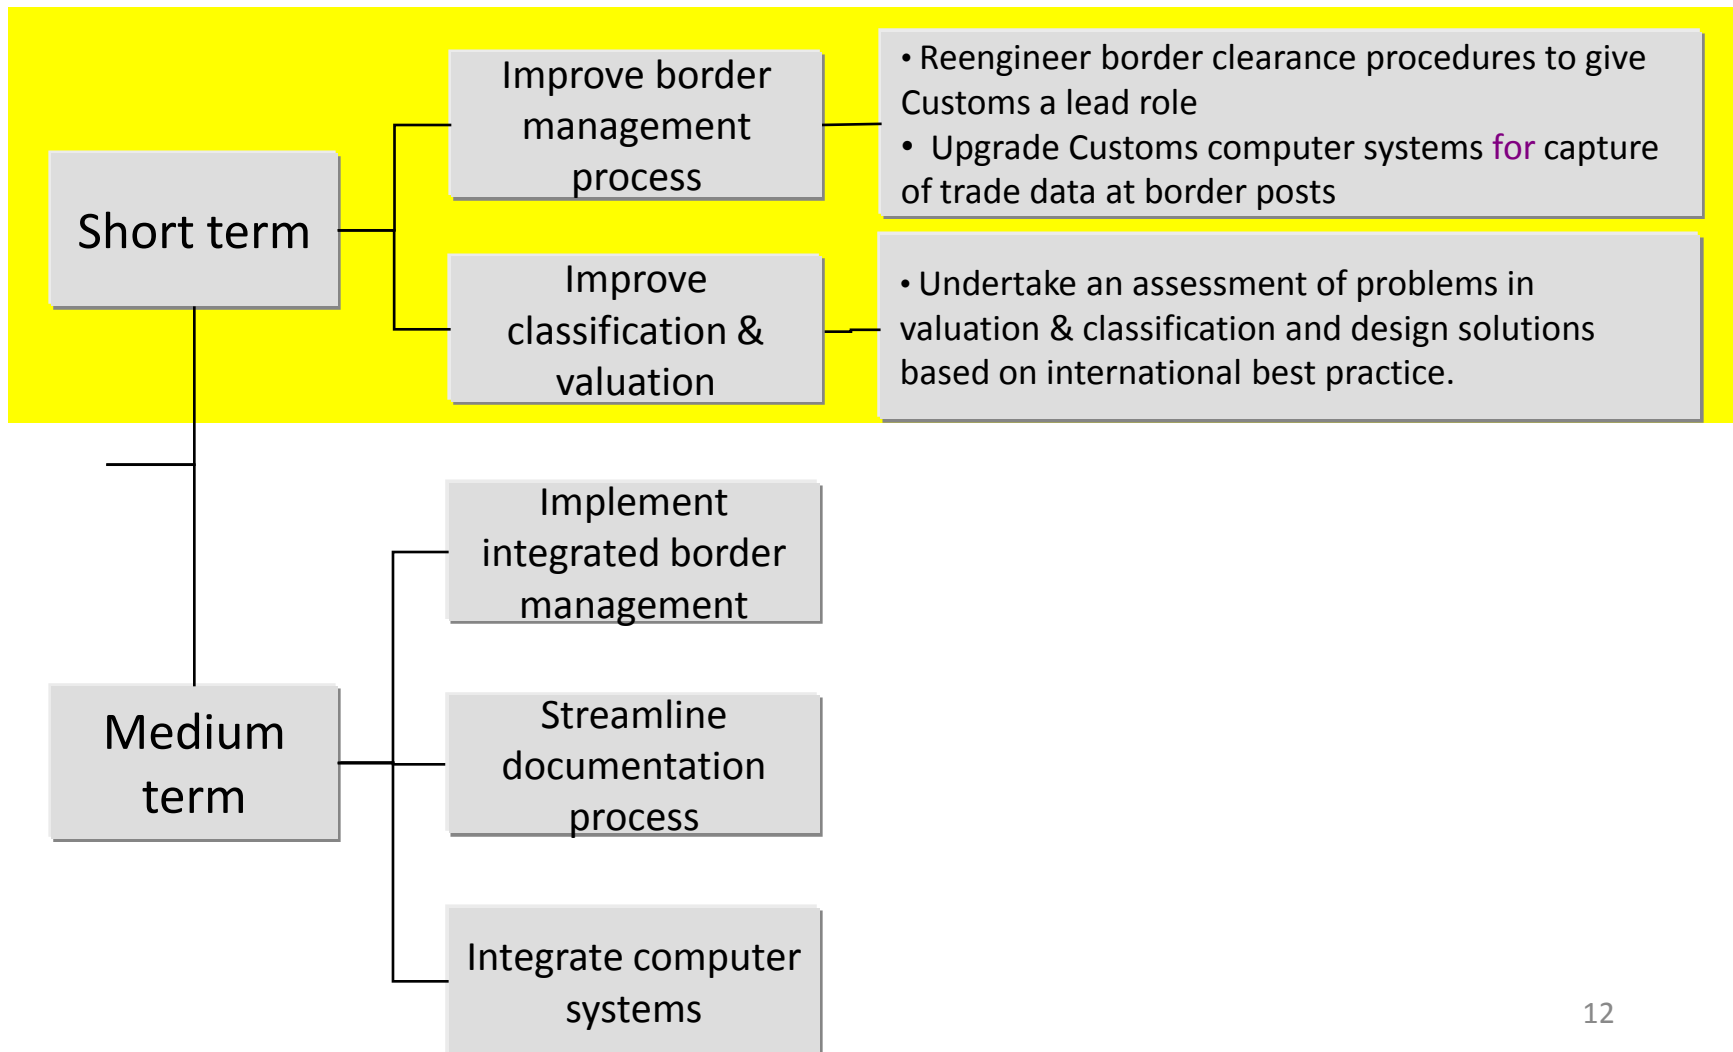 Short term
Improve border
management
process
• Reengineer border clearance procedures to give
Customs a lead role
• Upgrade Customs computer systems for capture
of trade data at border posts
Improve
classification &
valuation
• Undertake an assessment of problems in
valuation & classification and design solutions
based on international best practice.
Medium
term
Implement
integrated border
management
Streamline
documentation
process
Integrate computer
systems
12